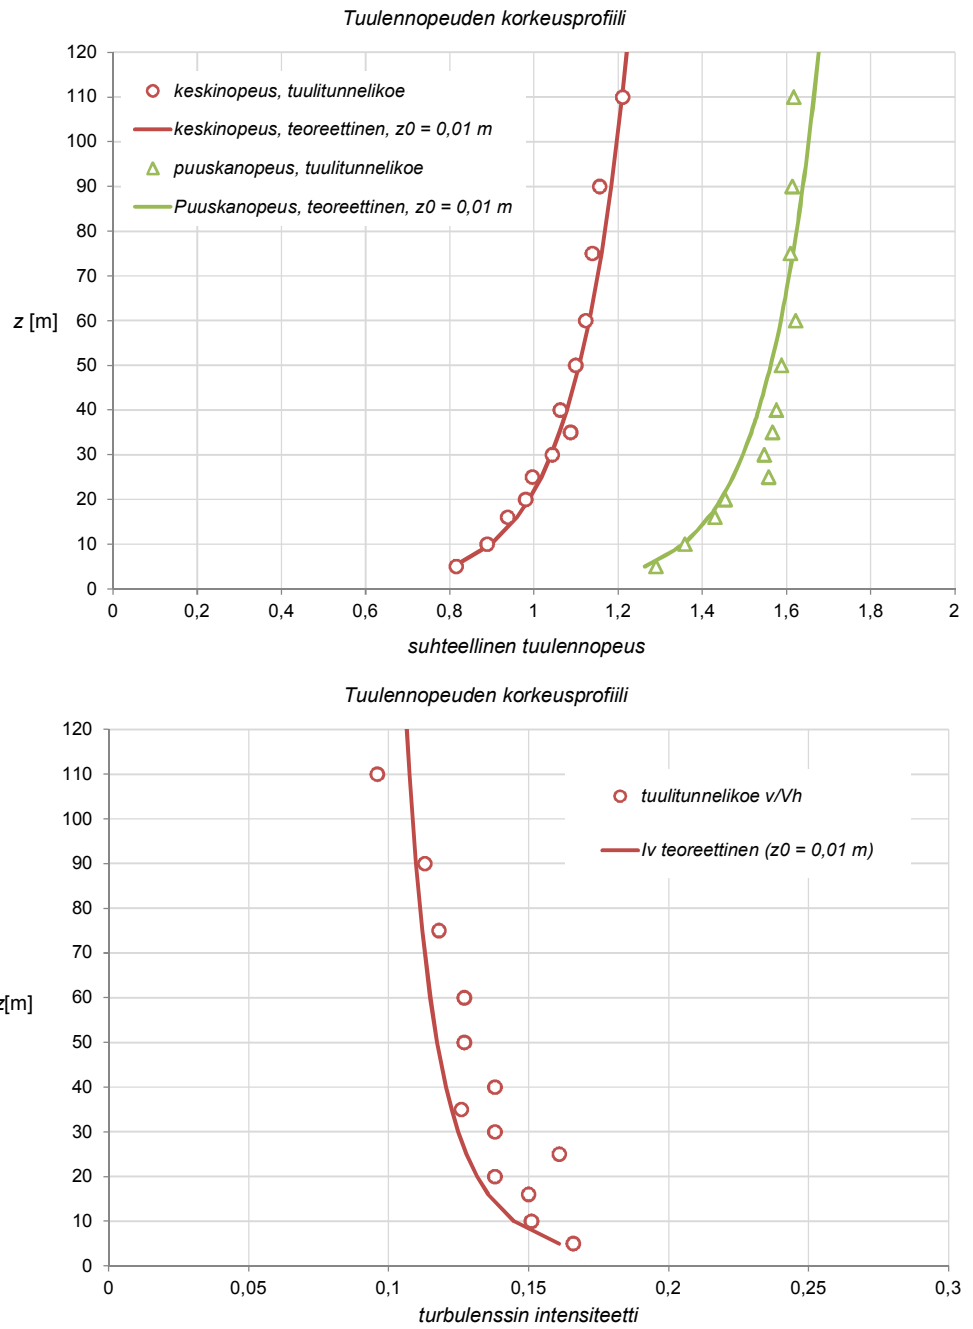 Tuulennopeuden korkeusprofiili
120
110
100
90
80
70
60
50
40
30
20
10
0
z [m]
keskinopeus, tuulitunnelikoe
keskinopeus, teoreettinen, z0 = 0,01 m
puuskanopeus, tuulitunnelikoe
Puuskanopeus, teoreettinen, z0 = 0,01 m
0 0,2 0,4 0,6 0,8 1 1,2 1,4 1,6 1,8 2
suhteellinen tuulennopeus
Tuulennopeuden korkeusprofiili
120
110
100
90
80
70
60
50
40
30
20
10
0
z[m]
tuulitunnelikoe v/Vh
Iv teoreettinen (z0 = 0,01 m)
0 0,05 0,1 0,15 0,2 0,25 0,3
turbulenssin intensiteetti